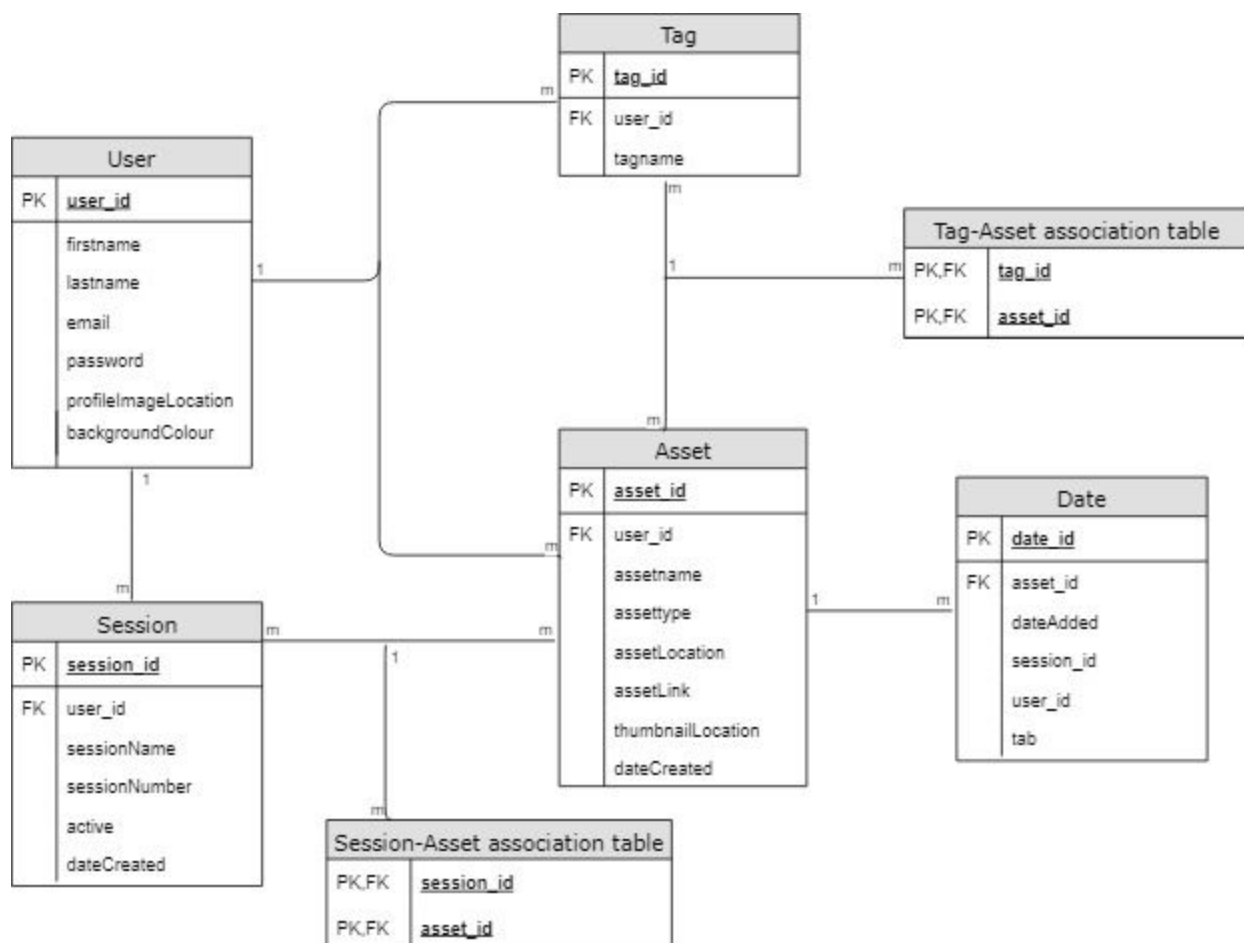 Tag
PK tag_id
FK user_id
tagname
m
m
User
PK user_id
firstname
lastname
email
password
profileImageLocation
backgroundColour
1
1
Tag-Asset association table
PK,FK tag_id
PK,FK asset_id
1
m
m
Asset
PK asset_id
FK user_id
assetname
assettype
assetLocation
assetLink
thumbnailLocation
dateCreated
m
Date
PK date_id
FK asset_id
dateAdded
session_id
user_id
tab
1
m
m
Session
PK session_id
FK user_id
sessionName
sessionNumber
active
dateCreated
m
m
1
m
Session-Asset association table
PK,FK session_id
PK,FK asset_id